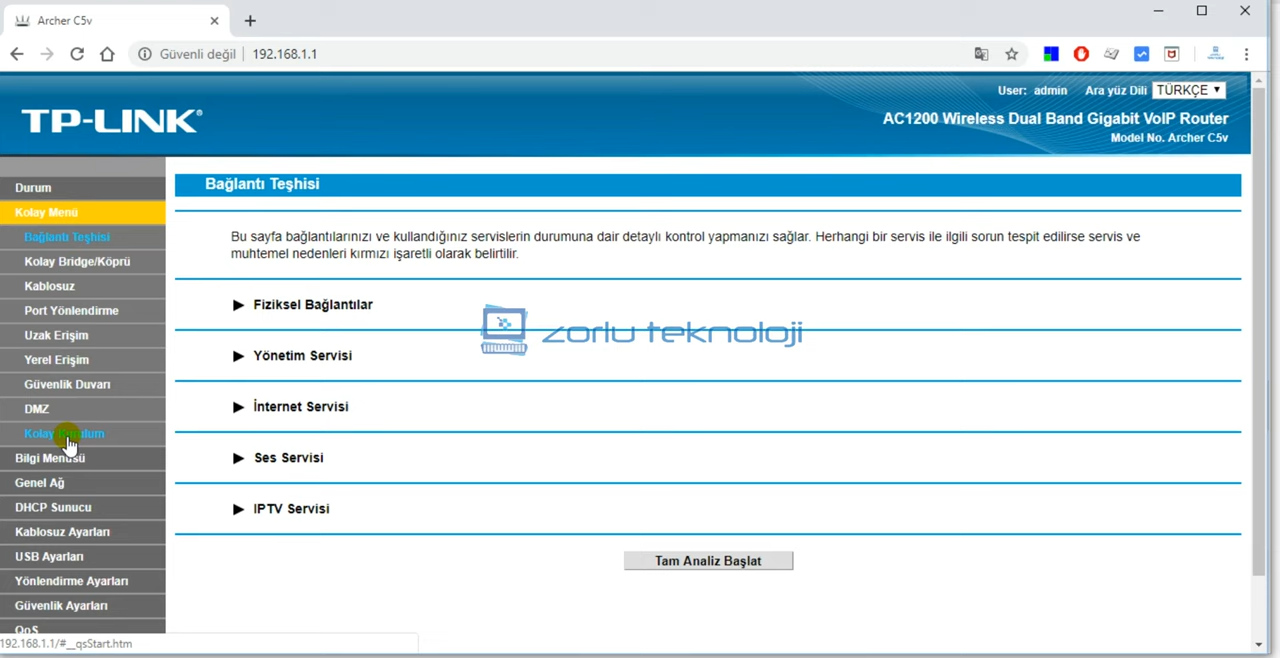 Archer C5v
Güvenli değil
192.168.1.1
User: admin
Ara yüz Dili
TÜRKÇE
TP-LINK®
AC1200 Wireless Dual Band Gigabit VoIP Router
Model No. Archer C5v
Durum
Kolay Menü
Bağlantı Teşhisi
Kolay Bridge/Köprü
Kablosuz
Port Yönlendirme
Uzak Erişim
Yerel Erişim
Güvenlik Duvarı
DMZ
Kolay
Bilgi Menüsü
Genel Ağ
DHCP Sunucu
Kablosuz Ayarları
USB Ayarları
Yönlendirme Ayarları
Güvenlik Ayarları
QoS
192.168.1.1/#__qsStart.htm
Bağlantı Teşhisi
Bu sayfa bağlantılarınızı ve kullandığınız servislerin durumuna dair detaylı kontrol yapmanızı sağlar. Herhangi bir servis ile ilgili sorun tespit edilirse servis ve
muhtemel nedenleri kırmızı işaretli olarak belirtilir.
Fiziksel Bağlantılar
zorlu teknoloji
Yönetim Servisi
İnternet Servisi
Ses Servisi
IPTV Servisi
Tam Analiz Başlat